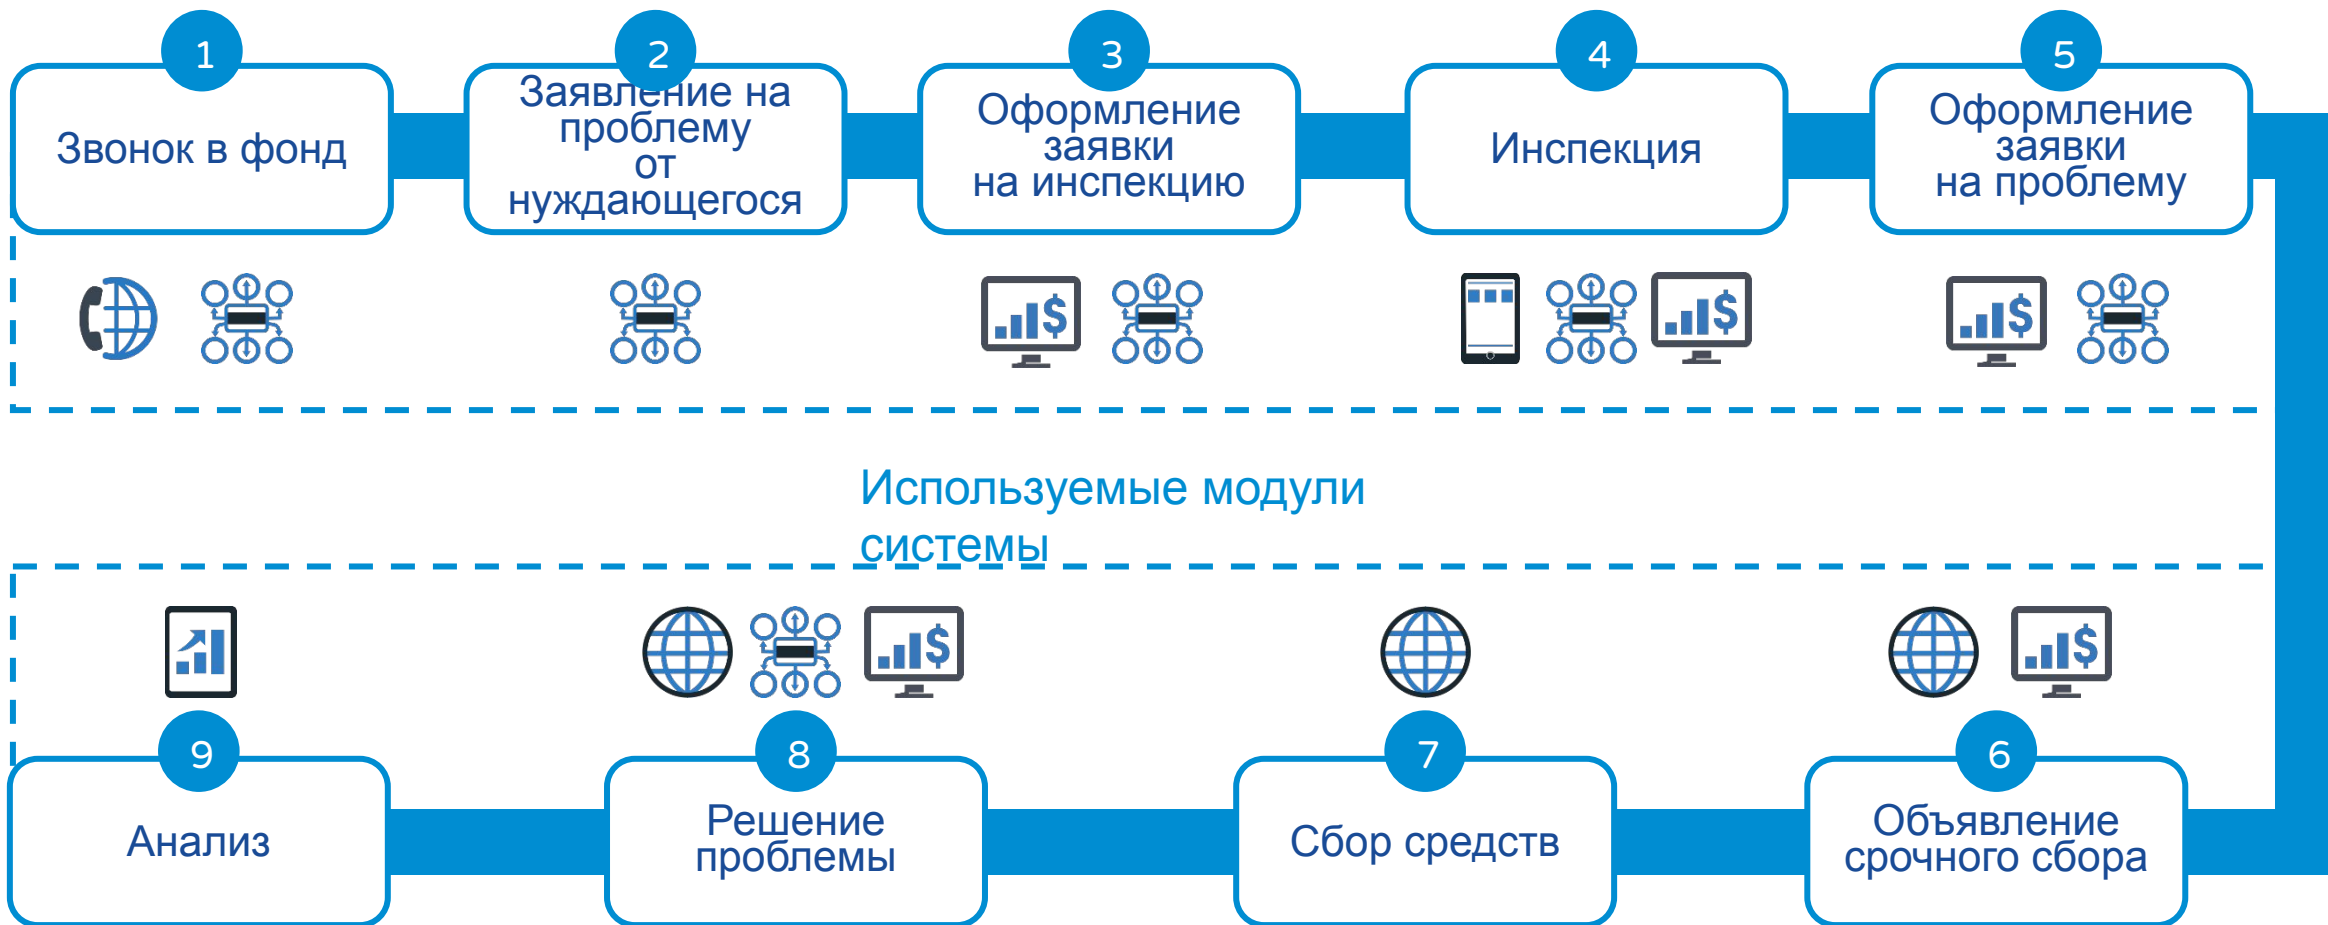 1
Звонок в фонд
2
Заявление на
проблему
от
нуждающегося
3
Оформление
заявки
на инспекцию
4
Инспекция
5
Оформление
заявки
на проблему
$
$
$
Используемые модули
системы
$
$
9
Анализ
8
Решение
проблемы
7
Сбор средств
6
Объявление
срочного сбора